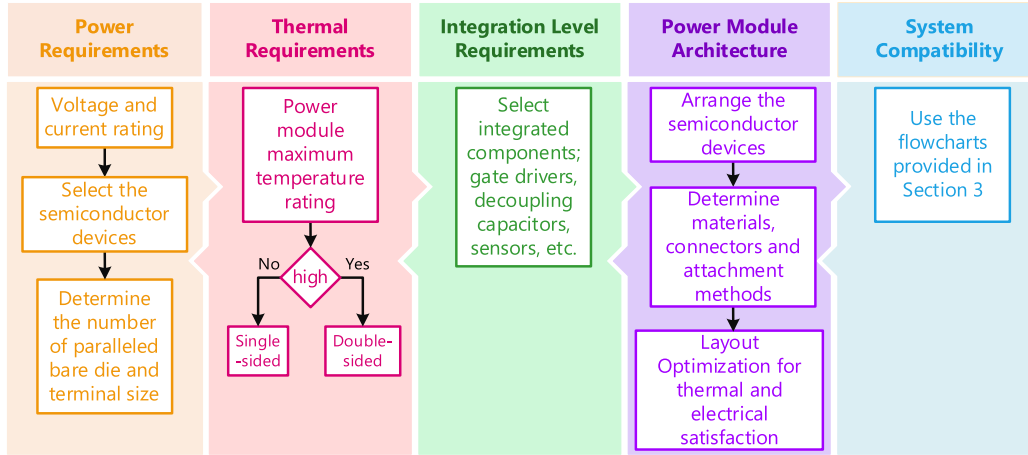 Power
Requirements
Thermal
Requirements
Integration Level
Requirements
Power Module
Architecture
System
Compatibility
Voltage and
current rating
Select the
semiconductor
devices
Determine
the number
of paralleled
bare die and
terminal size
Power
module
maximum
temperature
rating
No
Yes
high
Single
-sided
Double-
sided
Select
integrated
components;
gate drivers,
decoupling
capacitors,
sensors, etc.
Arrange the
semiconductor
devices
Determine
materials,
connectors and
attachment
methods
Layout
Optimization for
thermal and
electrical
satisfaction
Use the
flowcharts
provided in
Section 3